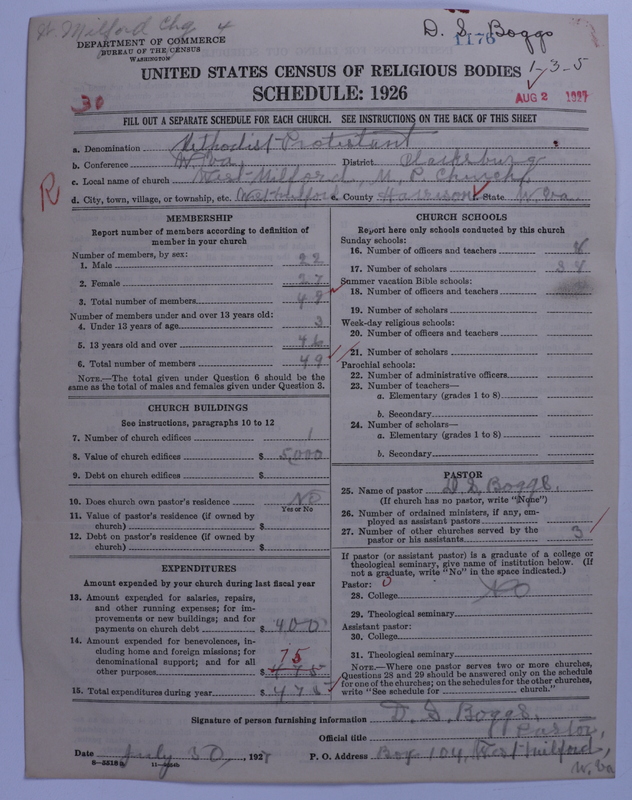 W. Milford Chg 4
D. S. Boggs
1176
DEPARTMENT OF COMMERCE
BUREAU OF THE CENSUS
WASHINGTON
1-3-5
UNITED STATES CENSUS OF RELIGIOUS BODIES
SCHEDULE: 1926
30
AUG 2 1927
FILL OUT A SEPARATE SCHEDULE FOR EACH CHURCH. SEE INSTRUCTIONS ON THE BACK OF THIS SHEET
a. Denomination Methodist Protestant
b. Conference W. Va, District Clarksburg
c. Local name of church West Milford, M. P. Church,
R
d. City, town, village, or township, etc. West Milford e. County Harrison f. State W. Va.
MEMBERSHIP
Report number of members according to definition of
member in your church
Number of members, by sex:
1. Male 22
2. Female 27
3. Total number of members 49
Number of members under and over 13 years old:
4. Under 13 years of age 3
5. 13 years old and over 46
6. Total number of members 49
NOTE.—The total given under Question 6 should be the
same as the total of males and females given under Question 3.
CHURCH BUILDINGS
See instructions, paragraphs 10 to 12
7. Number of church edifices 1
8. Value of church edifices $ 5,000
9. Debt on church edifices $
10. Does church own pastor's residence No
Yes or No
11. Value of pastor's residence (if owned by
church) $
12. Debt on pastor's residence (if owned by
church) $
EXPENDITURES
Amount expended by your church during last fiscal year
13. Amount expended for salaries, repairs,
and other running expenses; for im-
provements or new buildings; and for
payments on church debt $ 400
14. Amount expended for benevolences, in-
cluding home and foreign missions; for
denominational support; and for all
75
other purposes $ 475
15. Total expenditures during year $ 475
CHURCH SCHOOLS
Report here only schools conducted by this church
Sunday schools:
16. Number of officers and teachers 8
17. Number of scholars 38
Summer vacation Bible schools:
18. Number of officers and teachers
19. Number of scholars
Week-day religious schools:
20. Number of officers and teachers
21. Number of scholars
Parochial schools:
22. Number of administrative officers
23. Number of teachers—
a. Elementary (grades 1 to 8)
b. Secondary
24. Number of scholars—
a. Elementary (grades 1 to 8)
b. Secondary
PASTOR
25. Name of pastor D S Boggs,
(If church has no pastor, write "None")
26. Number of ordained ministers, if any, em-
ployed as assistant pastors
27. Number of other churches served by the
pastor or his assistants 3
If pastor (or assistant pastor) is a graduate of a college or
theological seminary, give name of institution below. (If
not a graduate, write "No" in the space indicated.)
Pastor: 0
28. College No
29. Theological seminary
Assistant pastor:
30. College
31. Theological seminary
NOTE.—Where one pastor serves two or more churches,
Questions 28 and 29 should be answered only on the schedule
for one of the churches; on the schedules for the other churches,
write "See schedule for church."
Signature of person furnishing information D. S. Boggs,
Official title Pastor,
Date July 30, 1927 P. O. Address Box 104, West Milford,
W. Va